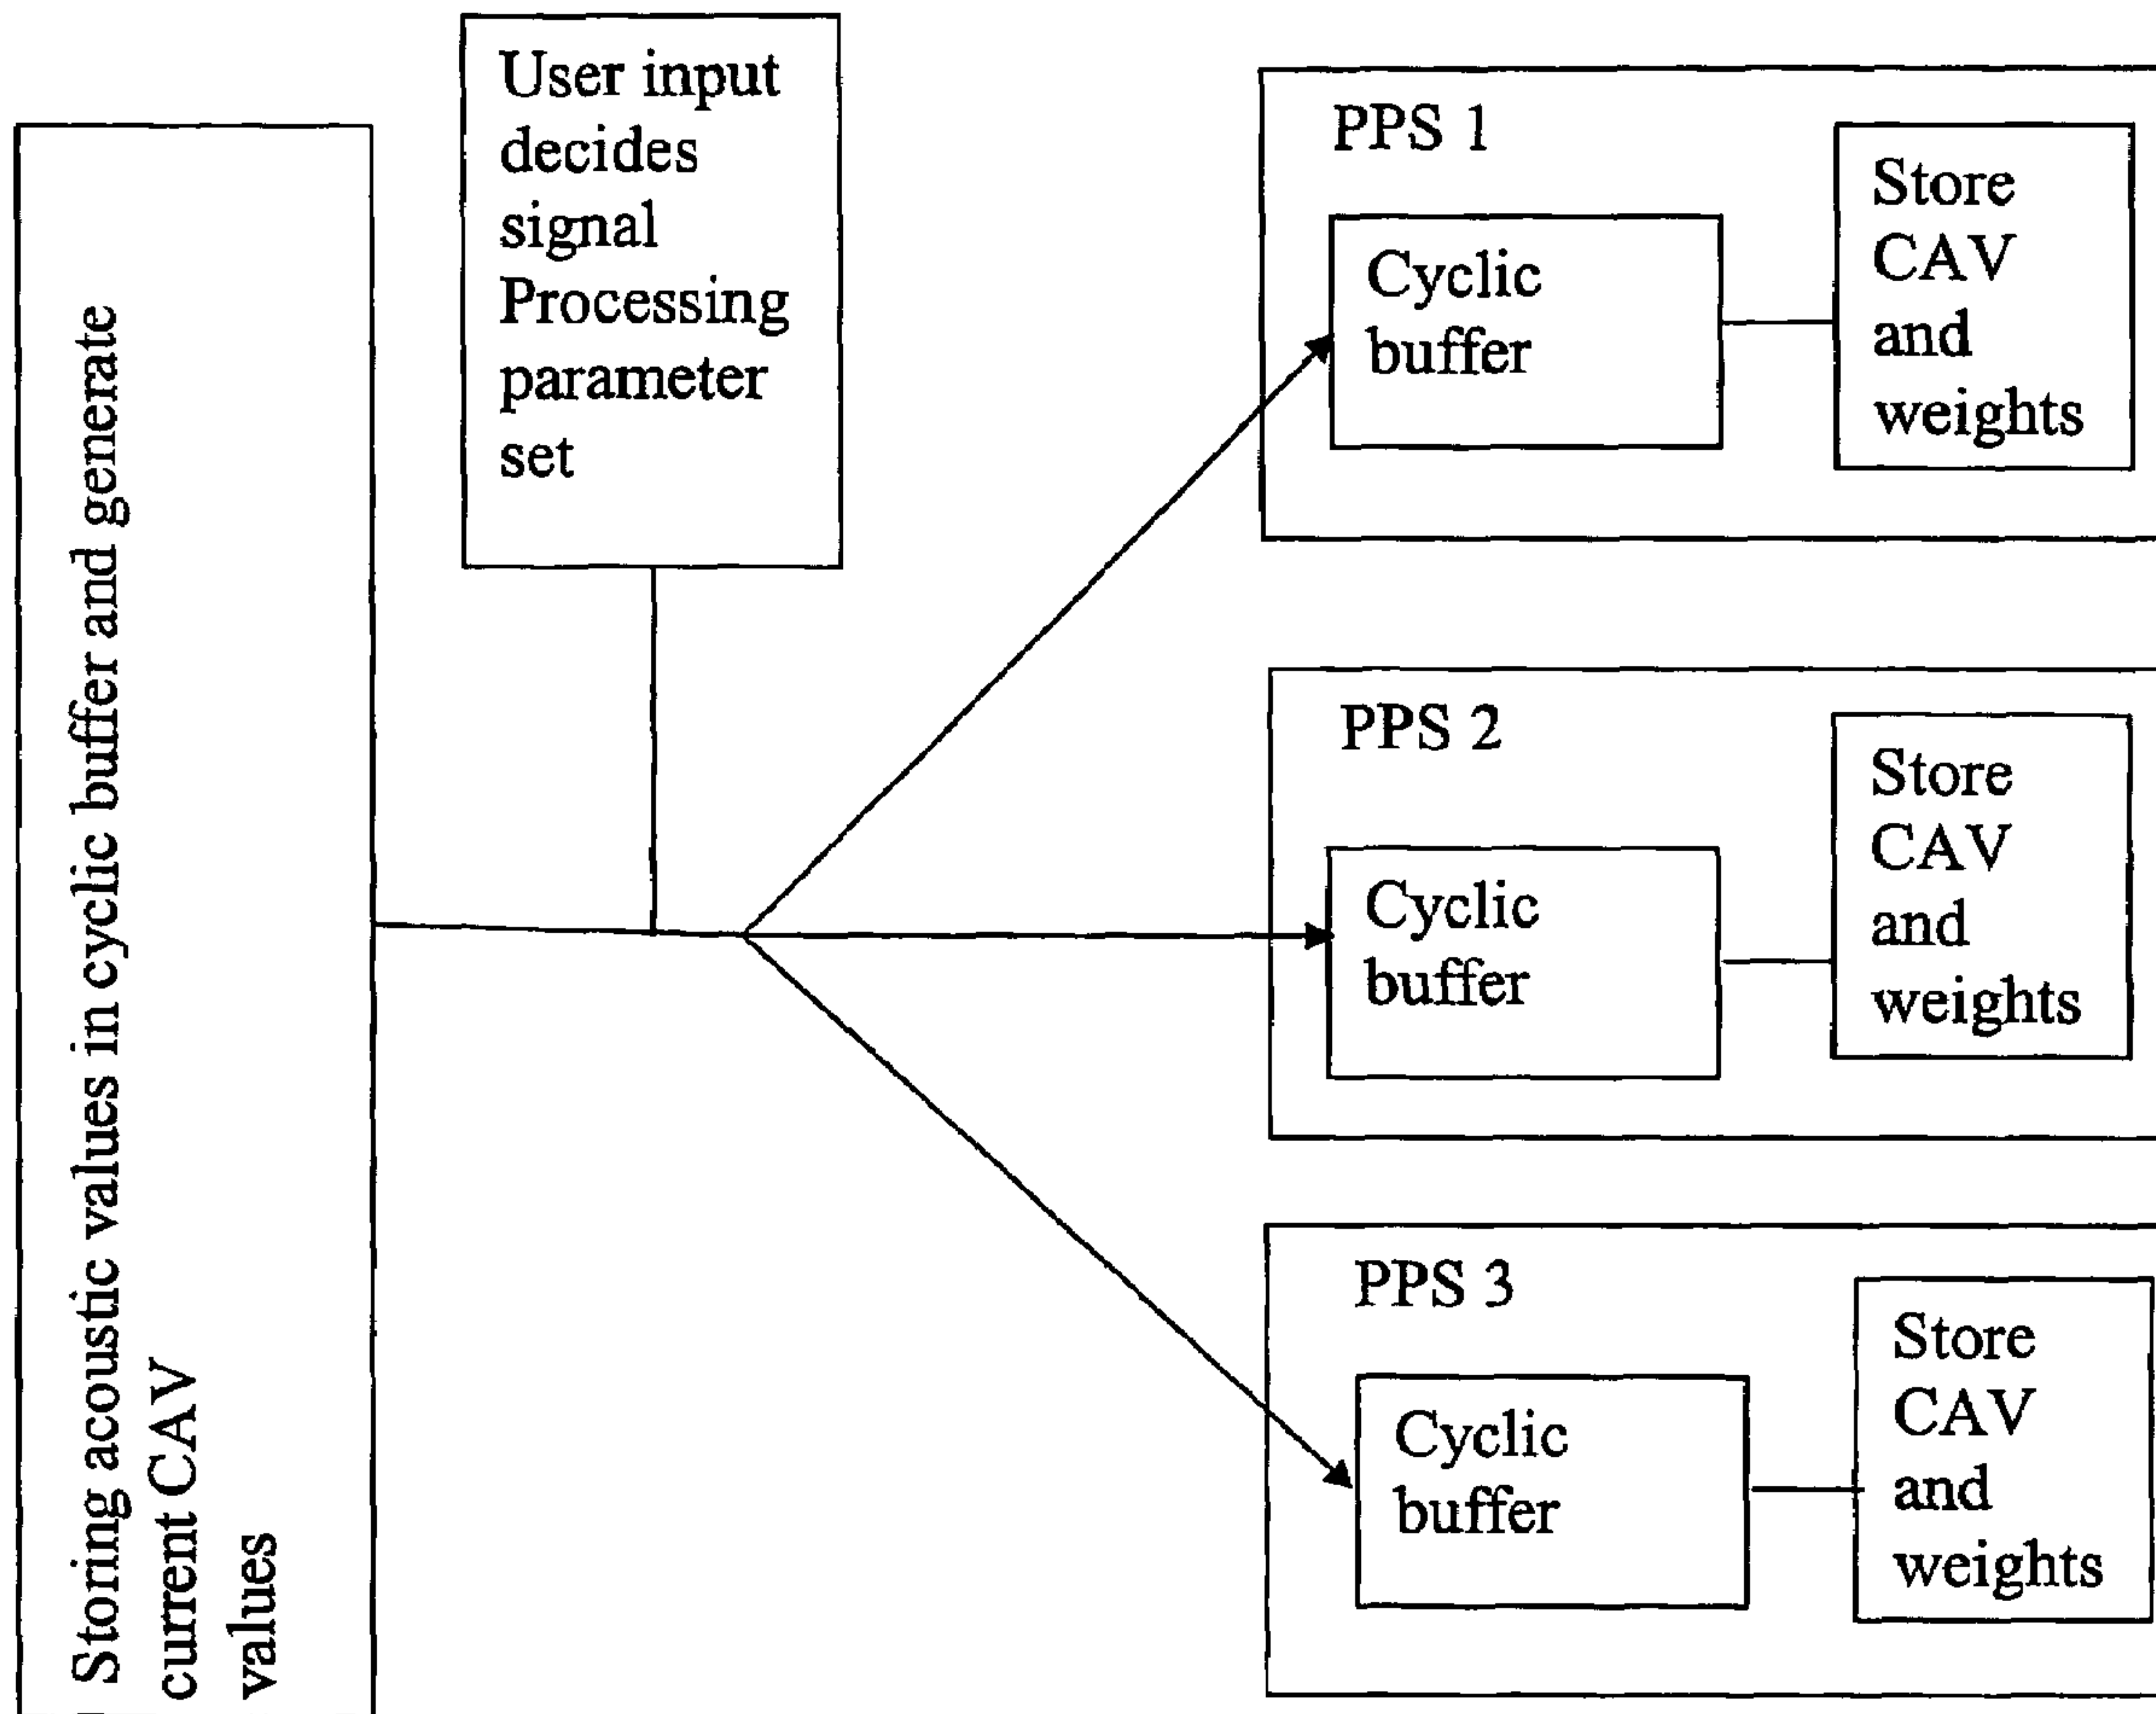 Storing acoustic values in cyclic buffer and generate
current CAV
values
User input
decides
signal
Processing
parameter
set
PPS 1
Cyclic
buffer
Store
CAV
and
weights
PPS 2
Cyclic
buffer
Store
CAV
and
weights
PPS 3
Cyclic
buffer
Store
CAV
and
weights